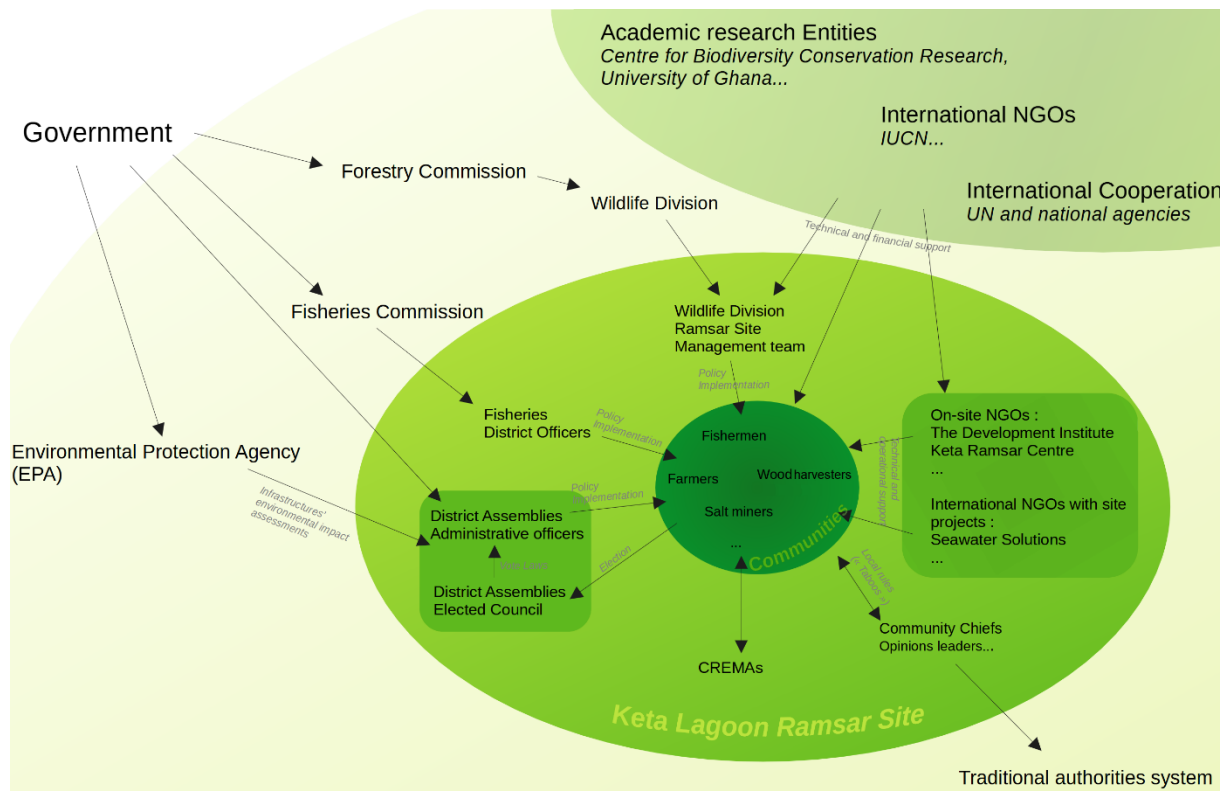 Academic research Entities
Centre for Biodiversity Conservation Research,
University of Ghana...
International NGOs
IUCN...
International Cooperation
UN and national agencies
Technical and financial support
Government
Forestry Commission
Wildlife Division
Fisheries Commission
Environmental Protection Agency
(EPA)
Infrastructures'
environmental impact
assessments
Wildlife Division
Ramsar Site
Management team
Policy
Implementation
Fisheries
District Officers
Policy
Implementation
District Assemblies
Administrative officers
Policy
Implementation
Vote Laws
District Assemblies
Elected Council
Election
Fishermen
Farmers
Wood harvesters
Salt miners
...
Communities
On-site NGOs :
The Development Institute
Keta Ramsar Centre
...
International NGOs with site
projects :
Seawater Solutions
...
Technical and
operational support
Local rules
(« Taboos »)
Community Chiefs
Opinions leaders...
CREMAs
Keta Lagoon Ramsar Site
Traditional authorities system